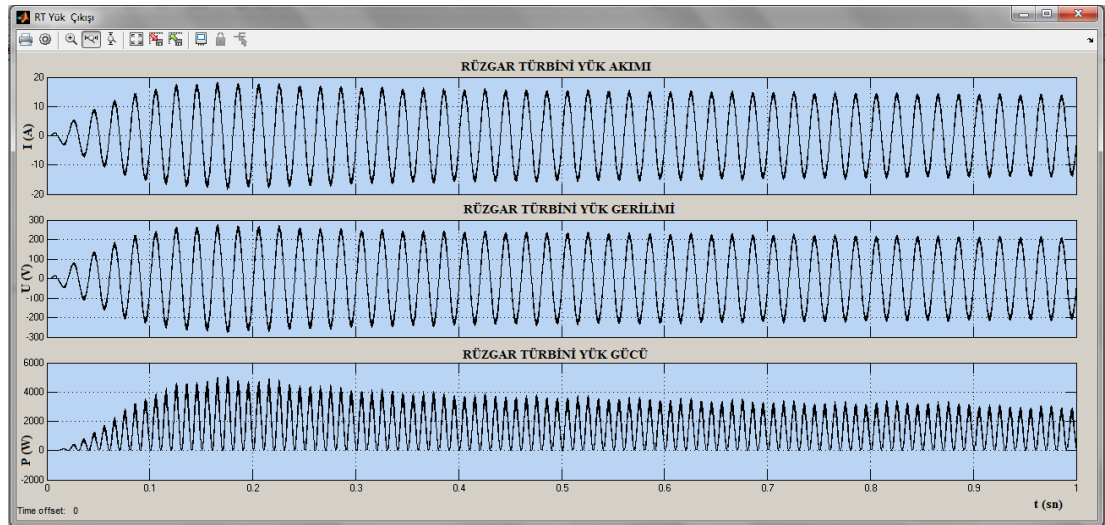 RT Yük Çıkışı
RÜZGAR TÜRBİNİ YÜK AKIMI
I (A)
20
10
0
-10
-20
RÜZGAR TÜRBİNİ YÜK GERİLİMİ
U (V)
300
200
100
0
-100
-200
-300
RÜZGAR TÜRBİNİ YÜK GÜCÜ
P (W)
6000
4000
2000
0
-2000
0 0.1 0.2 0.3 0.4 0.5 0.6 0.7 0.8 0.9 1
t (sn)
Time offset: 0